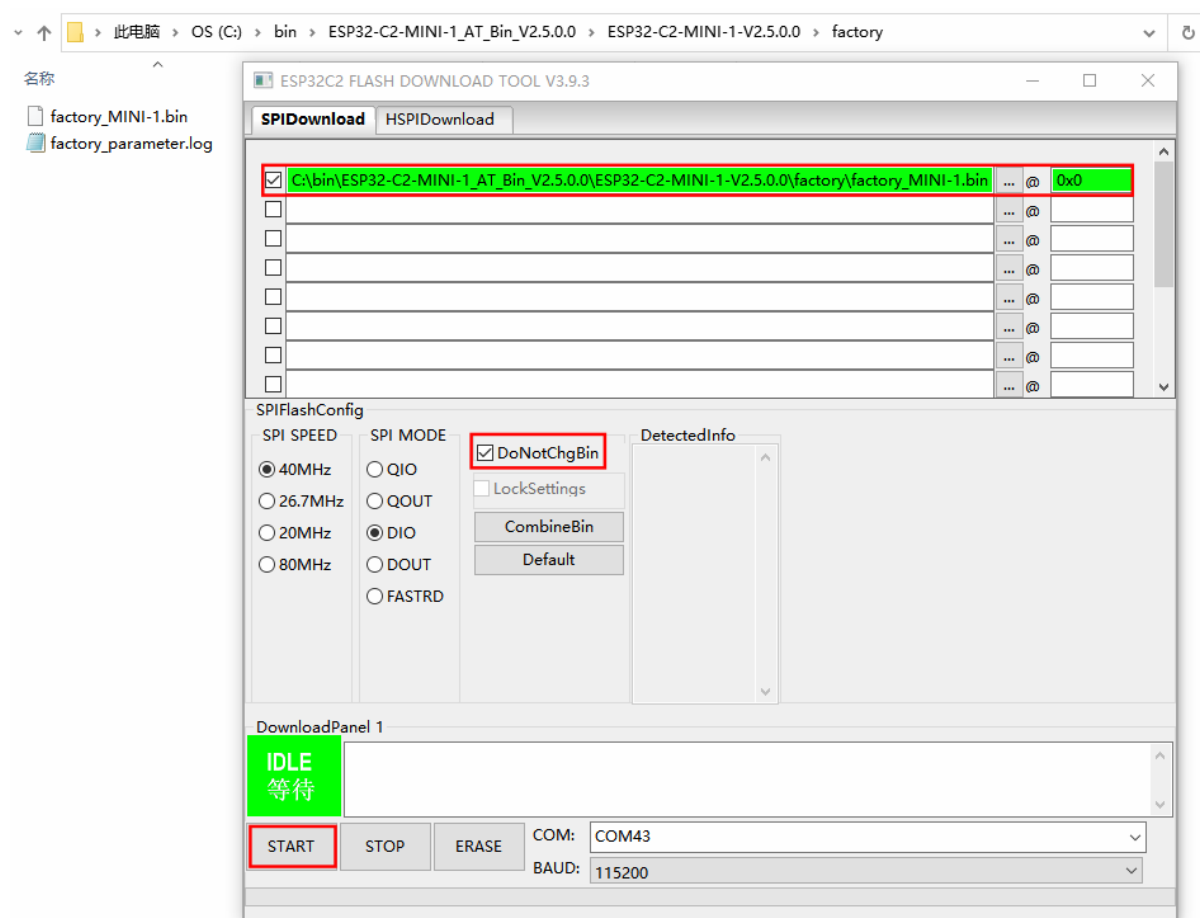 此电脑 › OS (C:) › bin › ESP32-C2-MINI-1_AT_Bin_V2.5.0.0 › ESP32-C2-MINI-1-V2.5.0.0 › factory
名称
factory_MINI-1.bin
factory_parameter.log
ESP32C2 FLASH DOWNLOAD TOOL V3.9.3
SPIDownload HSPIDownload
C:\bin\ESP32-C2-MINI-1_AT_Bin_V2.5.0.0\ESP32-C2-MINI-1-V2.5.0.0\factory\factory_MINI-1.bin ... @ 0x0
... @
... @
... @
... @
... @
... @
... @
SPIFlashConfig
SPI SPEED SPI MODE DetectedInfo
DoNotChgBin
40MHz QIO
LockSettings
26.7MHz QOUT
CombineBin
20MHz DIO
Default
80MHz DOUT
FASTRD
DownloadPanel 1
IDLE
等待
START STOP ERASE
COM: COM43
BAUD: 115200